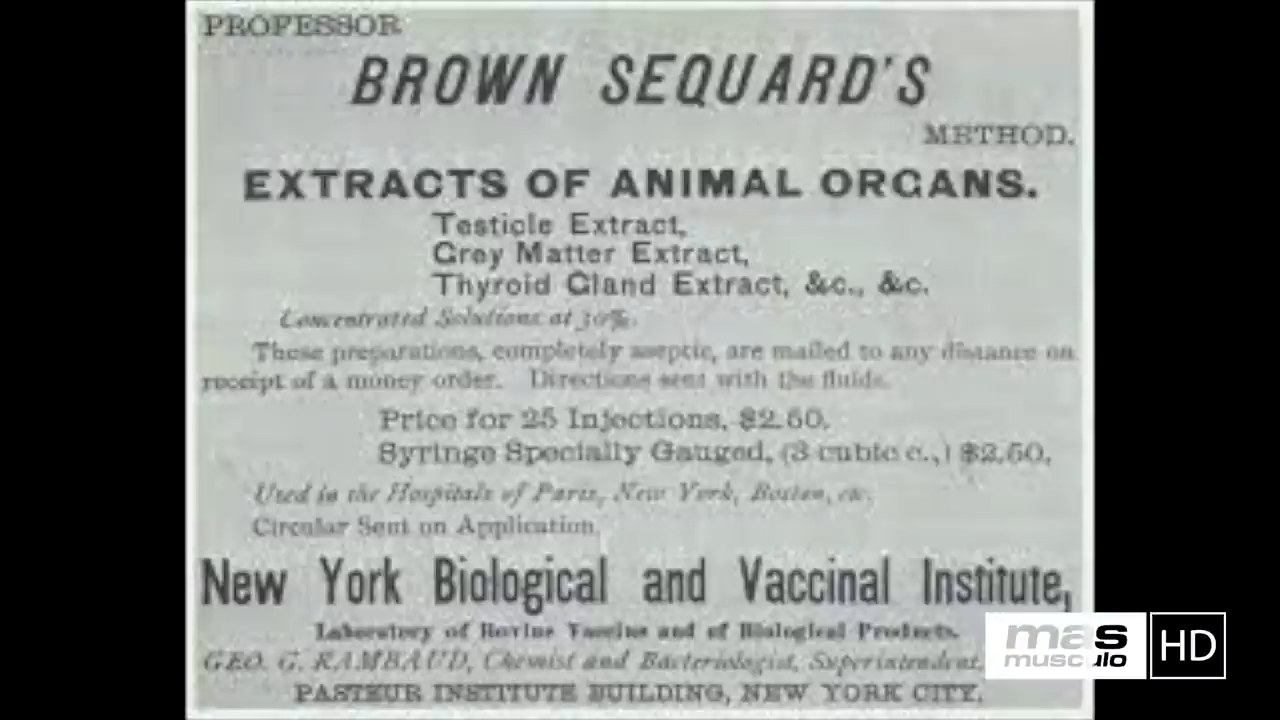 PROFESSOR
BROWN SEQUARD'S
METHOD.
EXTRACTS OF ANIMAL ORGANS.
Testicle Extract,
Grey Matter Extract,
Thyroid Gland Extract, &c., &c.
Concentrated Solutions at 30%.
These preparations, completely aseptic, are mailed to any distance on
receipt of a money order. Directions sent with the fluids.
Price for 25 Injections, $2.50.
Syringe Specially Gauged, (3 cubic c.,) $2.50.
Used in the Hospitals of Paris, New York, Boston, etc.
Circular Sent on Application.
New York Biological and Vaccinal Institute,
Laboratory of Bovine Vaccine and of Biological Products.
GEO. G. RAMBAUD, Chemist and Bacteriologist, Superintendent.
PASTEUR INSTITUTE BUILDING, NEW YORK CITY.
mas
musculo
HD